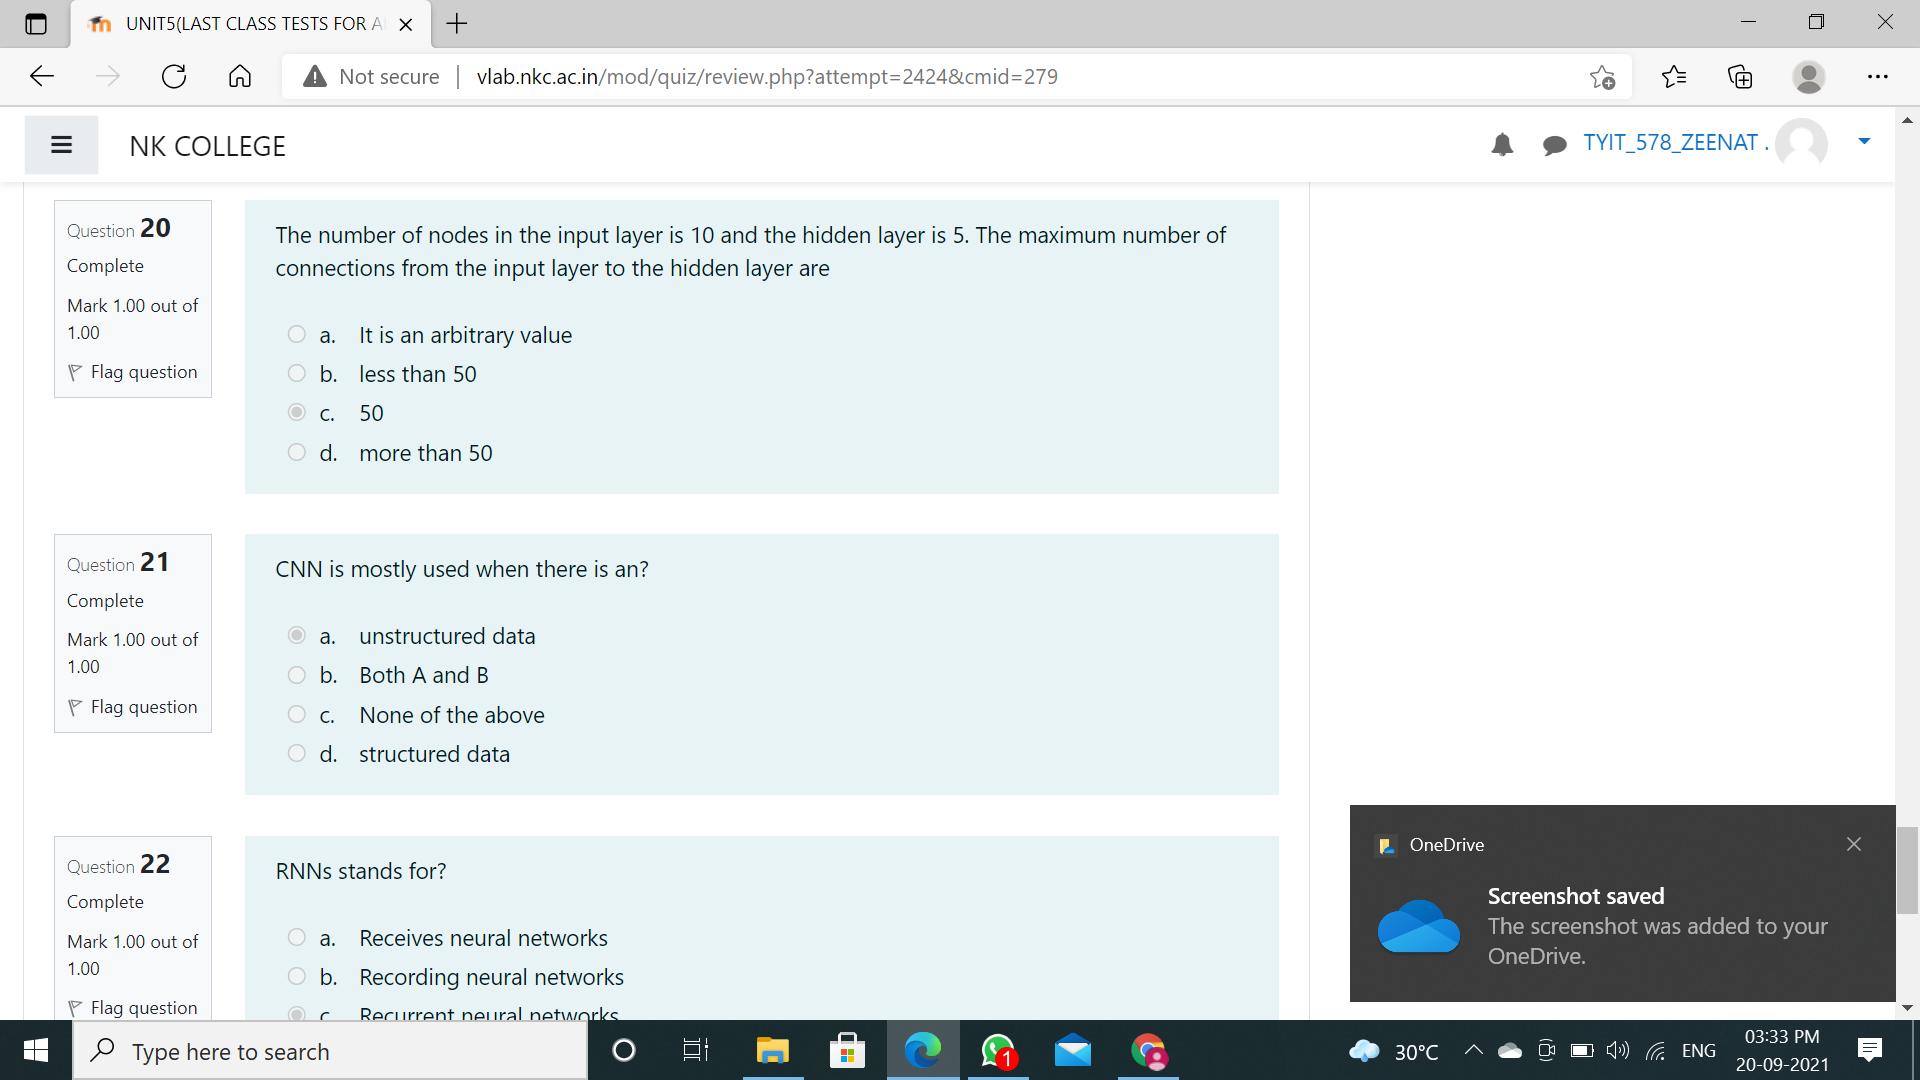 UNIT5(LAST CLASS TESTS FOR A
Not secure
vlab.nkc.ac.in/mod/quiz/review.php?attempt=2424&cmid=279
NK COLLEGE
TYIT_578_ZEENAT .
Question 20
Complete
Mark 1.00 out of
1.00
Flag question
The number of nodes in the input layer is 10 and the hidden layer is 5. The maximum number of
connections from the input layer to the hidden layer are
a. It is an arbitrary value
b. less than 50
c. 50
d. more than 50
Question 21
Complete
Mark 1.00 out of
1.00
Flag question
CNN is mostly used when there is an?
a. unstructured data
b. Both A and B
c. None of the above
d. structured data
Question 22
Complete
Mark 1.00 out of
1.00
Flag question
RNNs stands for?
a. Receives neural networks
b. Recording neural networks
c. Recurrent neural networks
OneDrive
Screenshot saved
The screenshot was added to your
OneDrive.
Type here to search
1
30°C
ENG
03:33 PM
20-09-2021